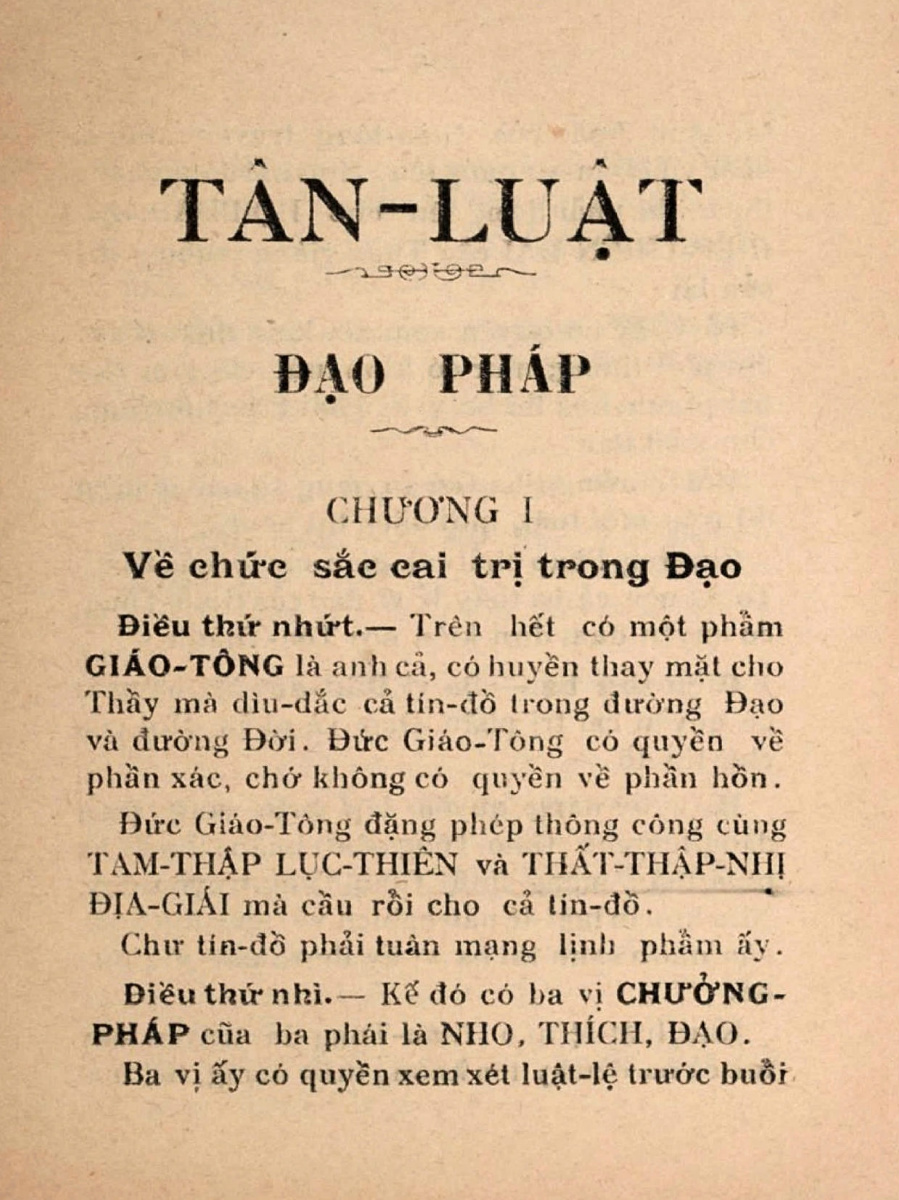 TÂN-LUẬT
ĐẠO PHÁP
CHƯƠNG I
Về chức sắc cai trị trong Đạo
Điều thứ nhứt.— Trên hết có một phẩm
GIÁO-TÔNG là anh cả, có huyền thay mặt cho
Thầy mà dìu-dắc cả tín-đồ trong đường Đạo
và đường Đời. Đức Giáo-Tông có quyền về
phần xác, chớ không có quyền về phần hồn.
Đức Giáo-Tông đặng phép thông công cùng
TAM-THẬP LỤC-THIÊN và THẤT-THẬP-NHỊ
ĐỊA-GIÁI mà cầu rỗi cho cả tín-đồ.
Chư tín-đồ phải tuân mạng lịnh phẩm ấy.
Điều thứ nhì.— Kế đó có ba vị CHƯỞNG-
PHÁP cũa ba phái là NHO, THÍCH, ĐẠO.
Ba vị ấy có quyền xem xét luật-lệ trước buổi